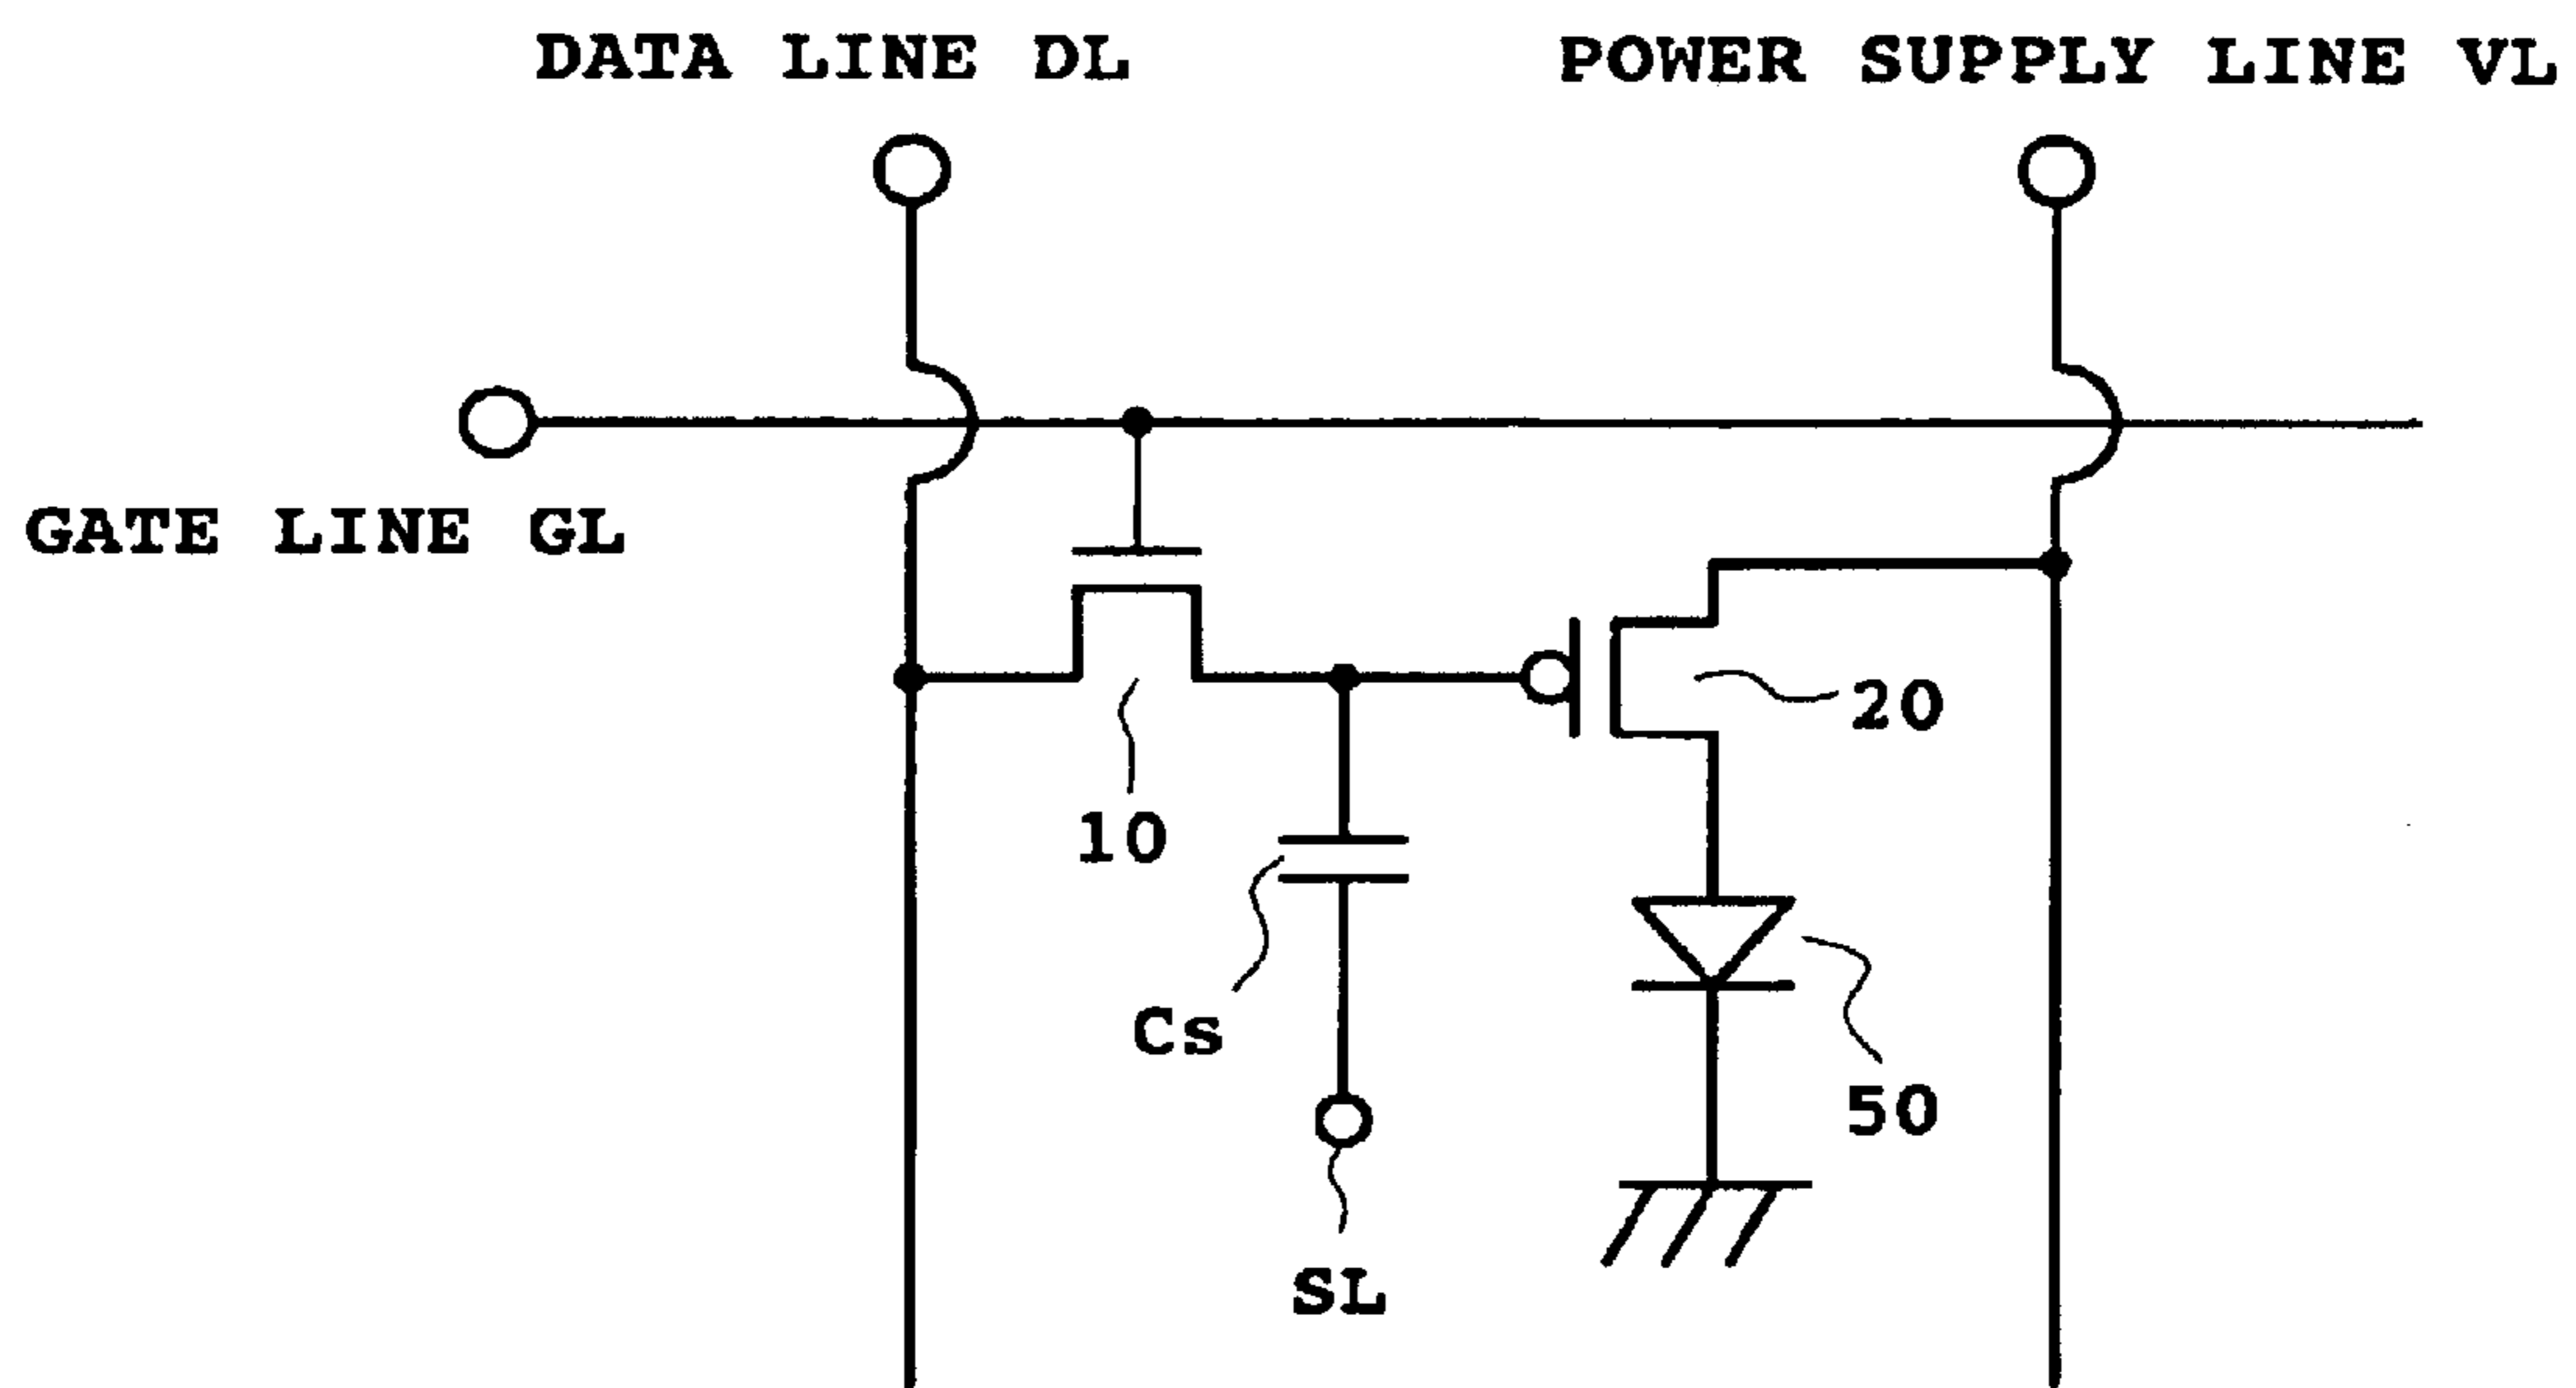 DATA LINE DL
POWER SUPPLY LINE VL
GATE LINE GL
20
10
Cs
50
SL